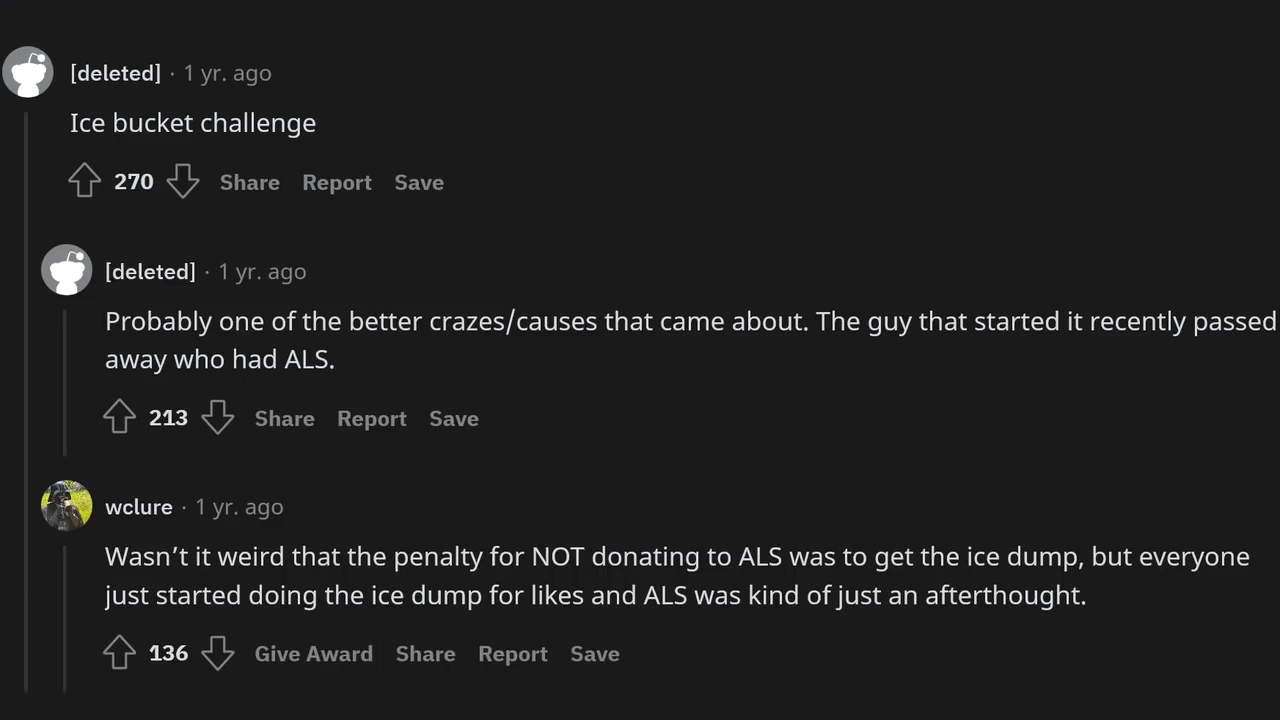 [deleted] · 1 yr. ago
Ice bucket challenge
270 Share Report Save
[deleted] · 1 yr. ago
Probably one of the better crazes/causes that came about. The guy that started it recently passed
away who had ALS.
213 Share Report Save
wclure · 1 yr. ago
Wasn’t it weird that the penalty for NOT donating to ALS was to get the ice dump, but everyone
just started doing the ice dump for likes and ALS was kind of just an afterthought.
136 Give Award Share Report Save